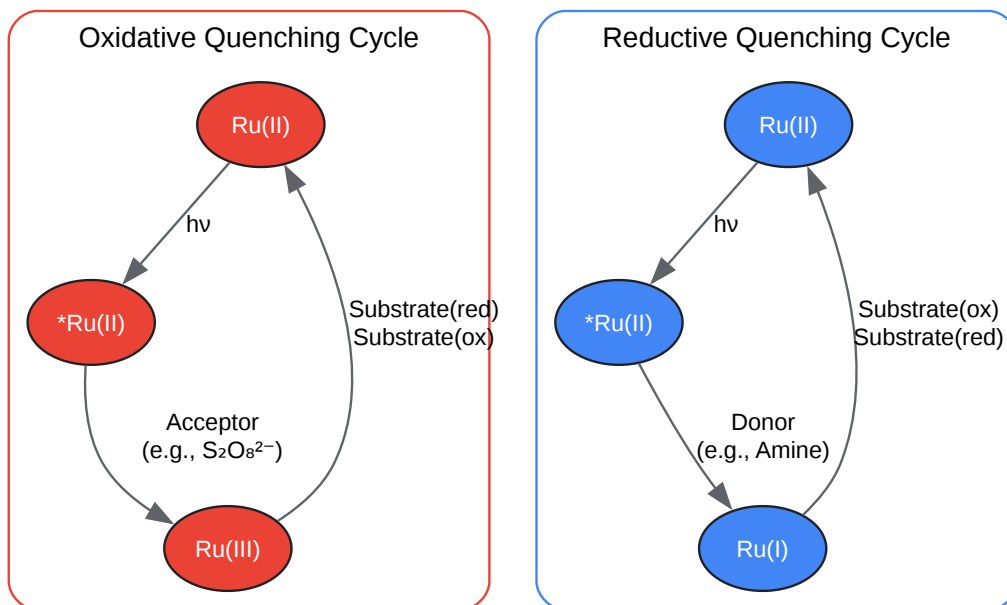 Oxidative Quenching Cycle
Ru(II)
hν
*Ru(II)
Substrate(red)
Substrate(ox)
Acceptor
(e.g., S₂O₈²⁻)
Ru(III)
Reductive Quenching Cycle
Ru(II)
hν
*Ru(II)
Substrate(ox)
Substrate(red)
Donor
(e.g., Amine)
Ru(I)